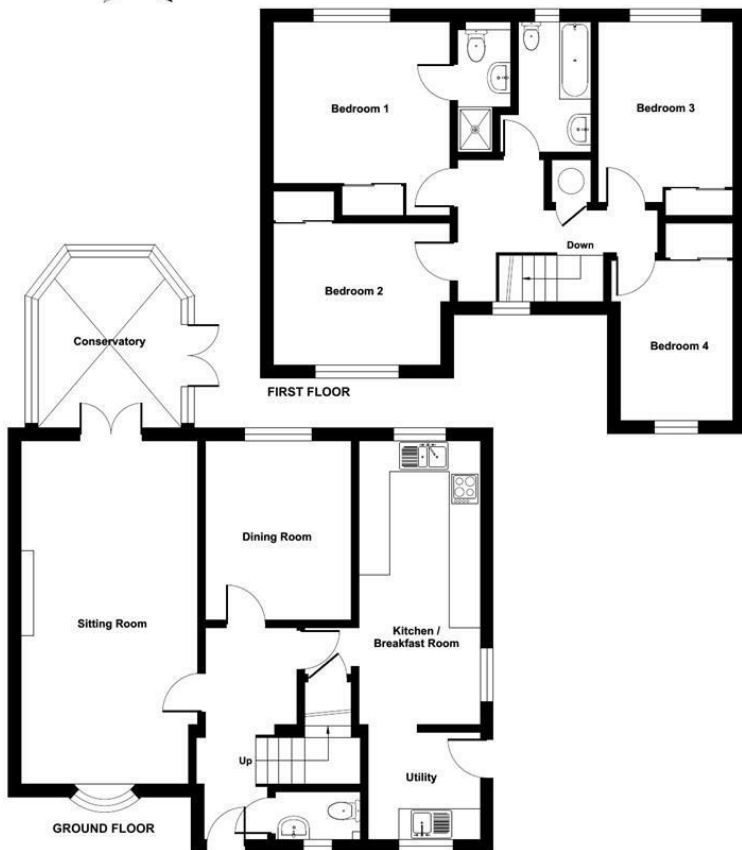 Bedroom 1
Bedroom 3
Down
Bedroom 2
Bedroom 4
FIRST FLOOR
Conservatory
Dining Room
Sitting Room
Kitchen /
Breakfast Room
Up
Utility
GROUND FLOOR